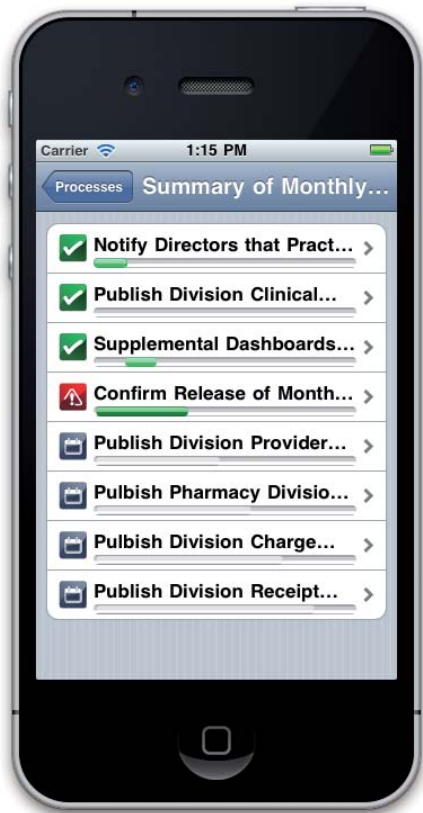 Carrier 1:15 PM
Processes Summary of Monthly...
Notify Directors that Pract...
Publish Division Clinical...
Supplemental Dashboards...
Confirm Release of Month...
Publish Division Provider...
Pulbish Pharmacy Divisio...
Pulbish Division Charge...
Publish Division Receipt...